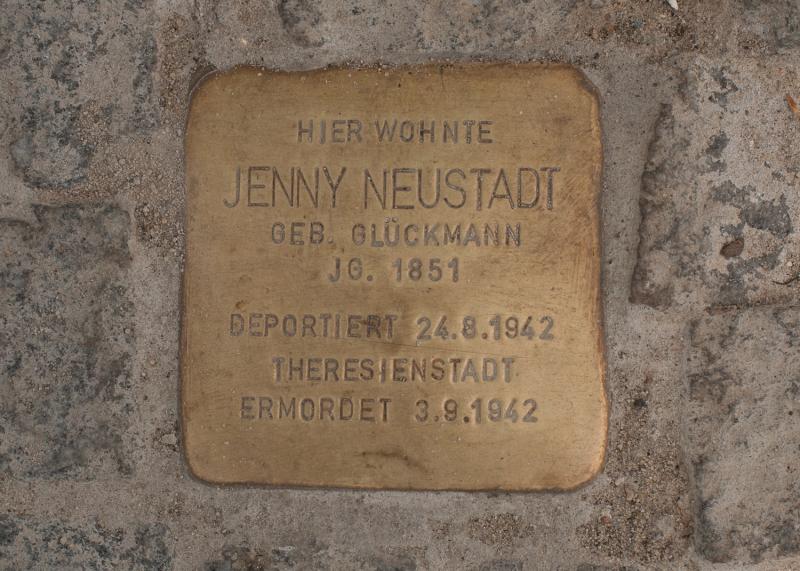 HIER WOHNTE
JENNY NEUSTADT
GEB. GLÜCKMANN
JG. 1851
DEPORTIERT 24.8.1942
THERESIENSTADT
ERMORDET 3.9.1942